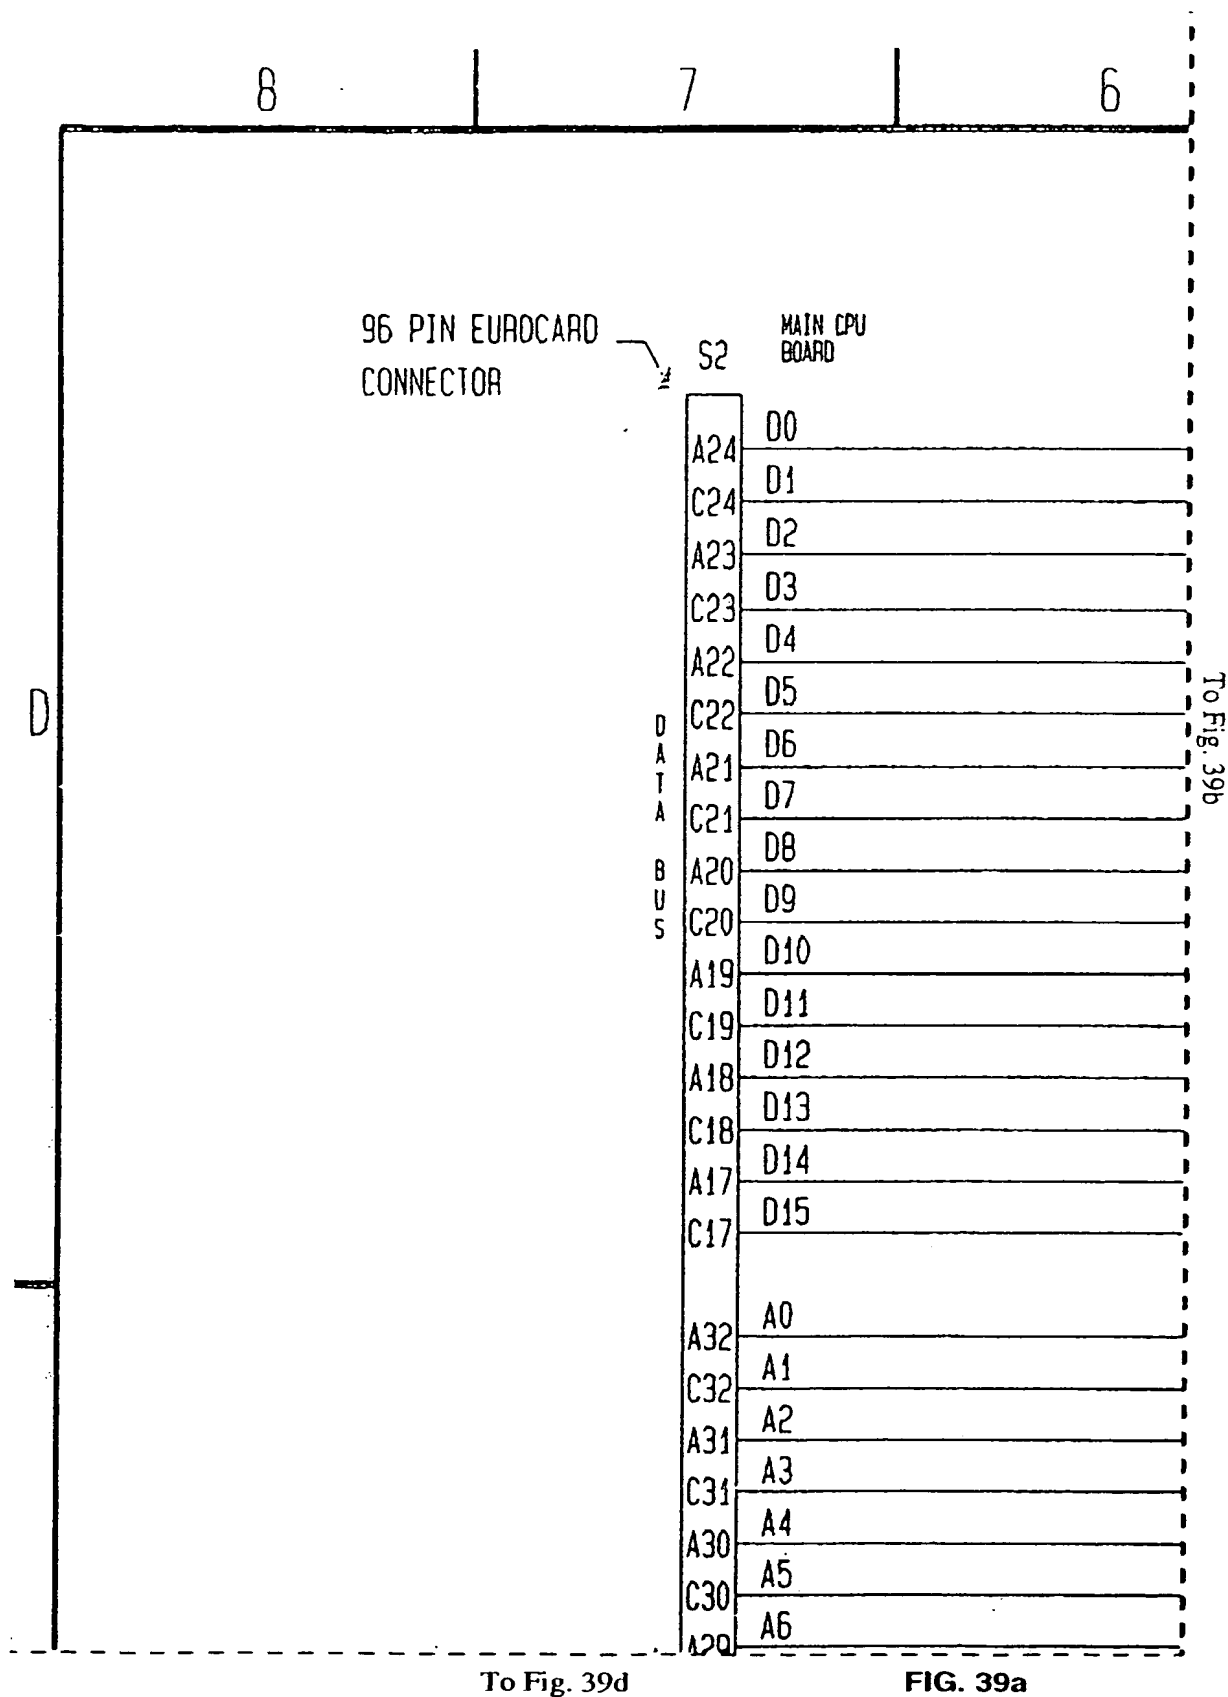 8 7 6
96 PIN EUROCARD
CONNECTOR
S2
MAIN CPU
BOARD
D
DATA BUS
A24 D0
C24 D1
A23 D2
C23 D3
A22 D4
C22 D5
A21 D6
C21 D7
A20 D8
C20 D9
A19 D10
C19 D11
A18 D12
C18 D13
A17 D14
C17 D15
A32 A0
C32 A1
A31 A2
C31 A3
A30 A4
C30 A5
A29 A6
To Fig. 39b
To Fig. 39d
FIG. 39a